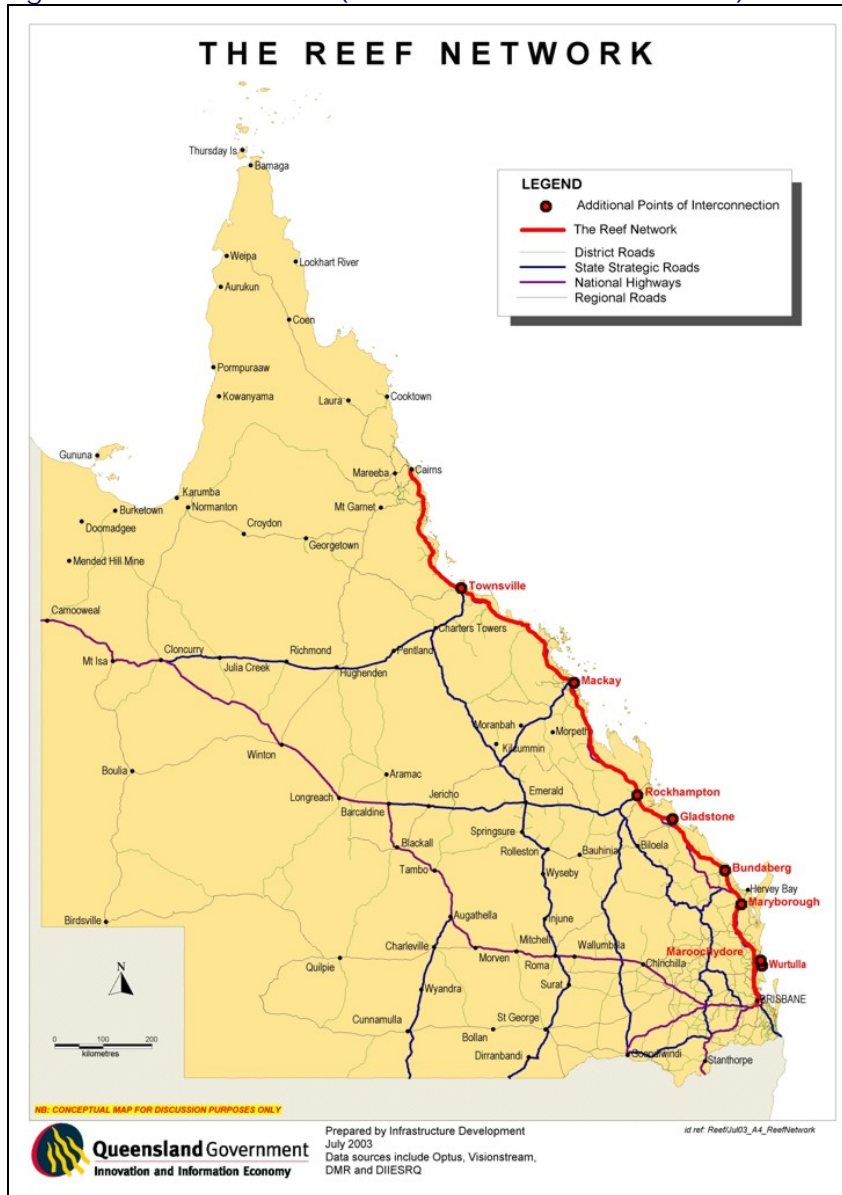 THE REEF NETWORK
LEGEND
Additional Points of Interconnection
The Reef Network
District Roads
State Strategic Roads
National Highways
Regional Roads
Thursday Is
Bamaga
Weipa
Lockhart River
Aurukun
Coen
Pormpuraaw
Kowanyama
Laura
Cooktown
Gununa
Mareeba
Cairns
Karumba
Normanton
Mt Garnet
Burketown
Doomadgee
Croydon
Georgetown
Mended Hill Mine
Townsville
Camooweal
Charters Towers
Cloncurry
Richmond
Pentland
Mt Isa
Julia Creek
Hughenden
Mackay
Moranbah
Morpeth
Kilcummin
Winton
Boulia
Aramac
Rockhampton
Longreach
Jericho
Emerald
Barcaldine
Gladstone
Springsure
Blackall
Rolleston
Bauhinia
Biloela
Tambo
Wyseby
Bundaberg
Hervey Bay
Maryborough
Birdsville
Augathella
Injune
Charleville
Mitchell
Wallumbilla
Maroochydore
Quilpie
Morven
Roma
Chinchilla
Wurtulla
Wyandra
Surat
BRISBANE
Cunnamulla
St George
Bollan
Dirranbandi
Goondiwindi
Stanthorpe
N
0 100 200
kilometres
NB: CONCEPTUAL MAP FOR DISCUSSION PURPOSES ONLY
Queensland Government
Innovation and Information Economy
Prepared by Infrastructure Development
July 2003
Data sources include Optus, Visionstream,
DMR and DIIESRQ
id ref: Reef/Jul03_A4_ReefNetwork